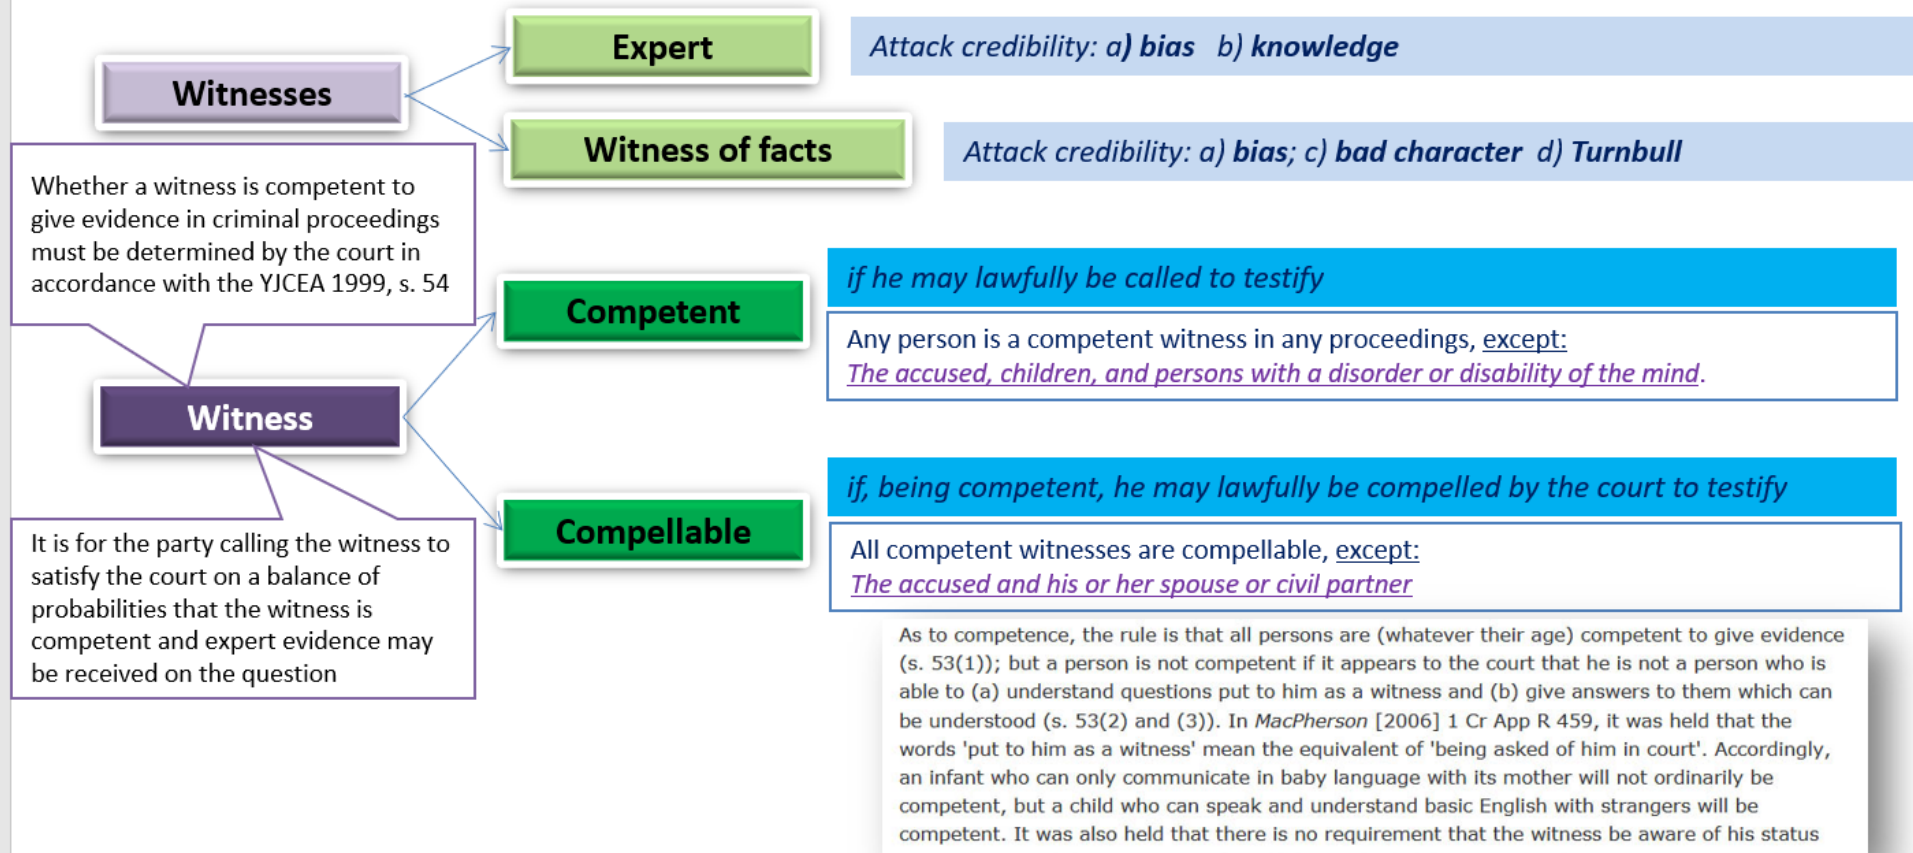 Witnesses
Expert
Attack credibility: a) bias b) knowledge
Witness of facts
Attack credibility: a) bias; c) bad character d) Turnbull
Whether a witness is competent to
give evidence in criminal proceedings
must be determined by the court in
accordance with the YJCEA 1999, s. 54
Witness
It is for the party calling the witness to
satisfy the court on a balance of
probabilities that the witness is
competent and expert evidence may
be received on the question
Competent
if he may lawfully be called to testify
Any person is a competent witness in any proceedings, except:
The accused, children, and persons with a disorder or disability of the mind.
Compellable
if, being competent, he may lawfully be compelled by the court to testify
All competent witnesses are compellable, except:
The accused and his or her spouse or civil partner
As to competence, the rule is that all persons are (whatever their age) competent to give evidence
(s. 53(1)); but a person is not competent if it appears to the court that he is not a person who is
able to (a) understand questions put to him as a witness and (b) give answers to them which can
be understood (s. 53(2) and (3)). In MacPherson [2006] 1 Cr App R 459, it was held that the
words 'put to him as a witness' mean the equivalent of 'being asked of him in court'. Accordingly,
an infant who can only communicate in baby language with its mother will not ordinarily be
competent, but a child who can speak and understand basic English with strangers will be
competent. It was also held that there is no requirement that the witness be aware of his status